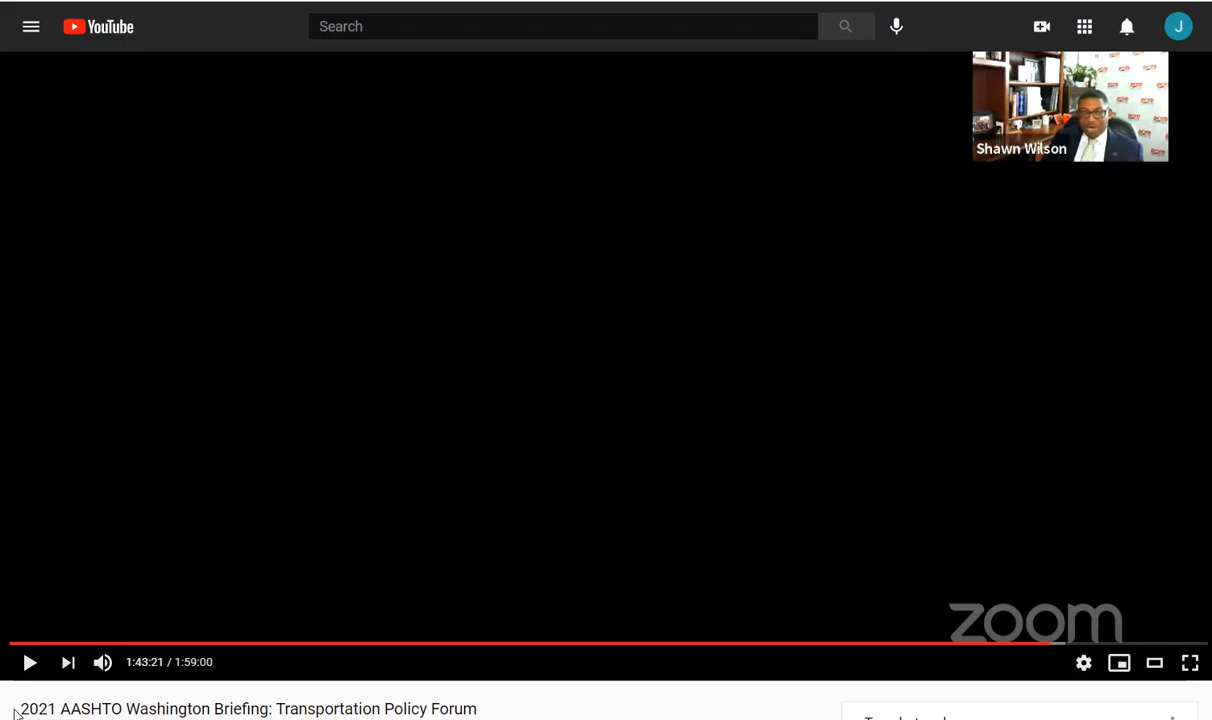 YouTube
Search
J
Shawn Wilson
zoom
1:43:21 / 1:59:00
2021 AASHTO Washington Briefing: Transportation Policy Forum